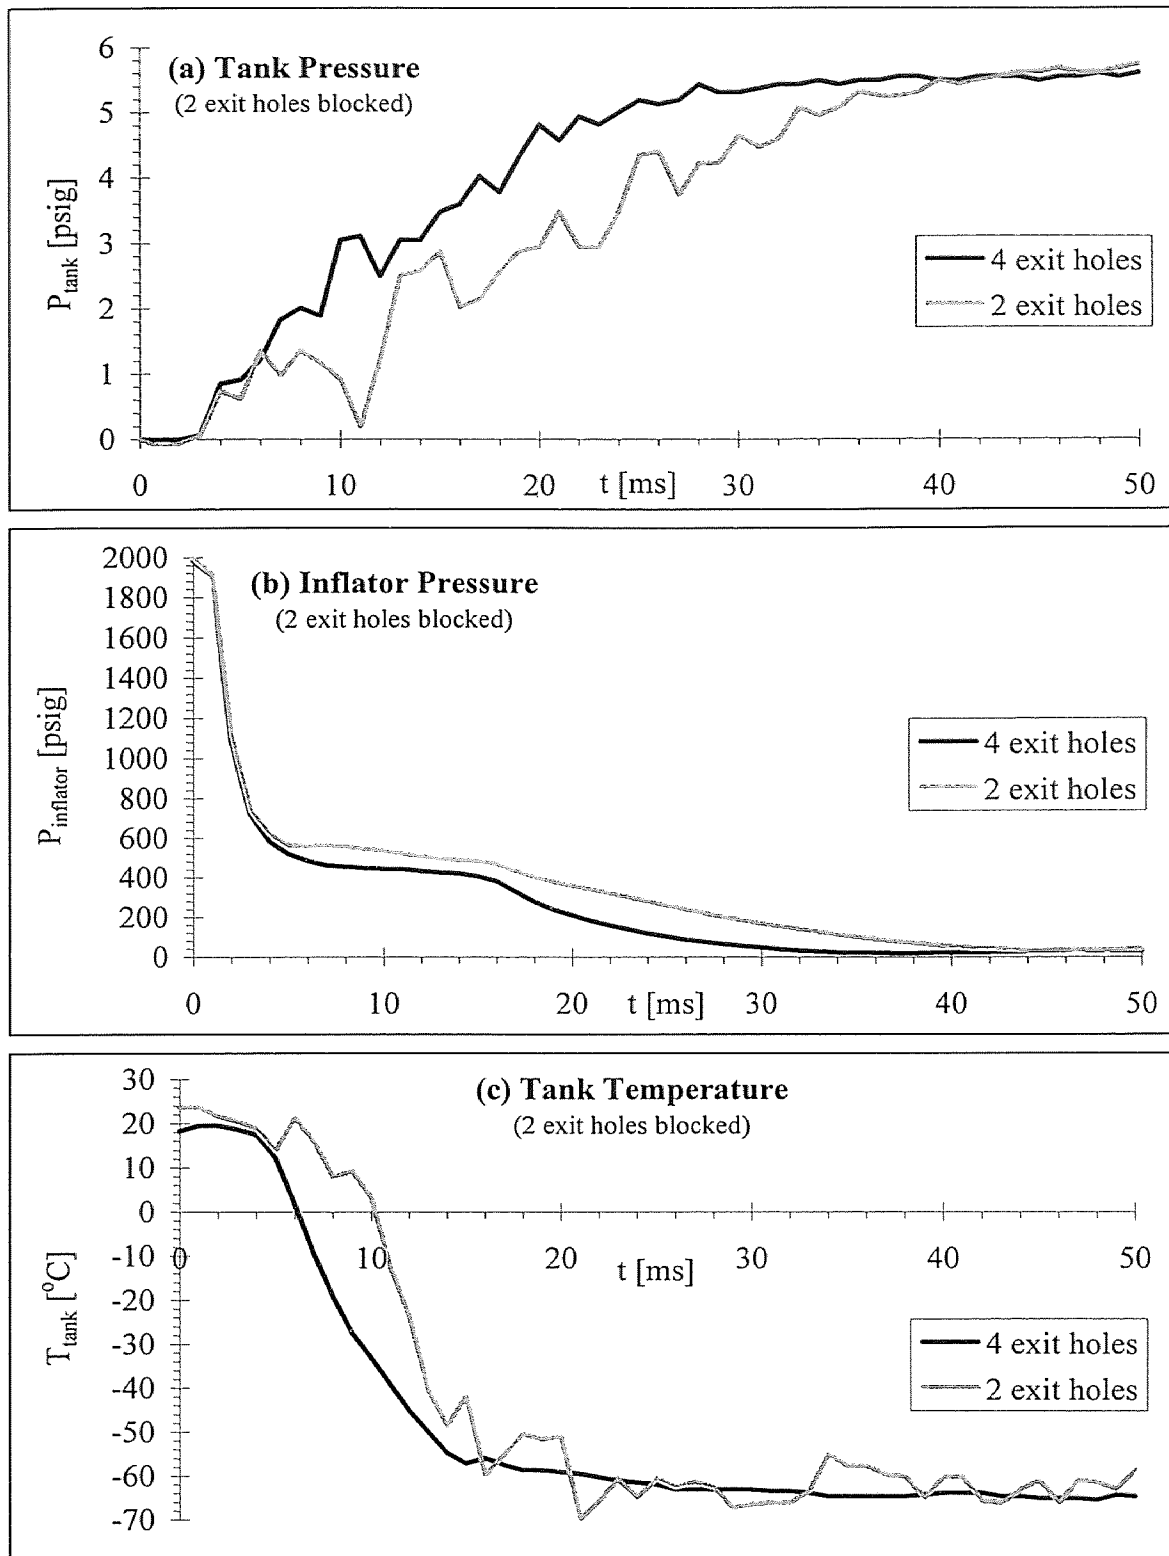 (a) Tank Pressure
(2 exit holes blocked)
P_tank [psig]
6
5
4
3
2
1
0
4 exit holes
2 exit holes
0 10 20 t [ms] 30 40 50
(b) Inflator Pressure
(2 exit holes blocked)
P_inflator [psig]
2000
1800
1600
1400
1200
1000
800
600
400
200
0
4 exit holes
2 exit holes
0 10 20 t [ms] 30 40 50
(c) Tank Temperature
(2 exit holes blocked)
T_tank [°C]
30
20
10
0
-10
-20
-30
-40
-50
-60
-70
0 10 20 t [ms] 30 40 50
4 exit holes
2 exit holes